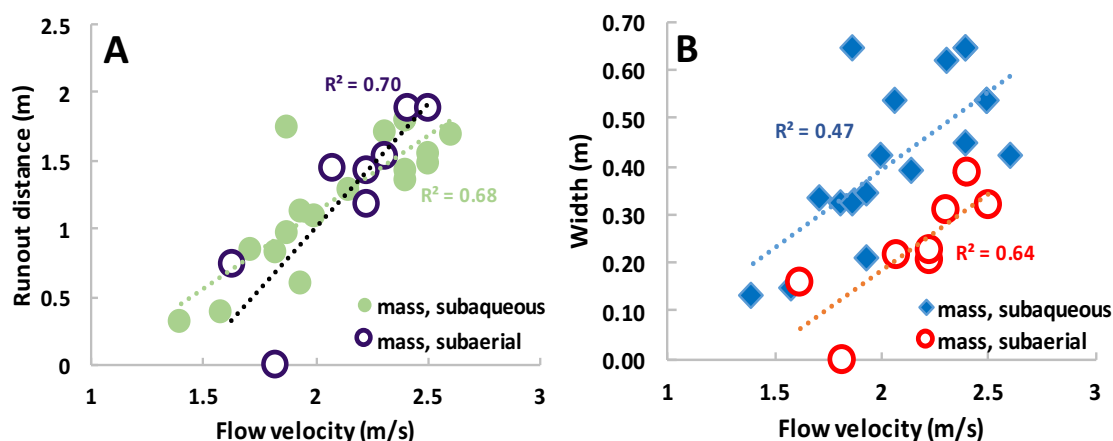 A
2.5
2
1.5
1
0.5
0
Runout distance (m)
R² = 0.70
R² = 0.68
mass, subaqueous
mass, subaerial
1
1.5
2
2.5
3
Flow velocity (m/s)
B
0.70
0.60
0.50
0.40
0.30
0.20
0.10
0.00
Width (m)
R² = 0.47
R² = 0.64
mass, subaqueous
mass, subaerial
1
1.5
2
2.5
3
Flow velocity (m/s)